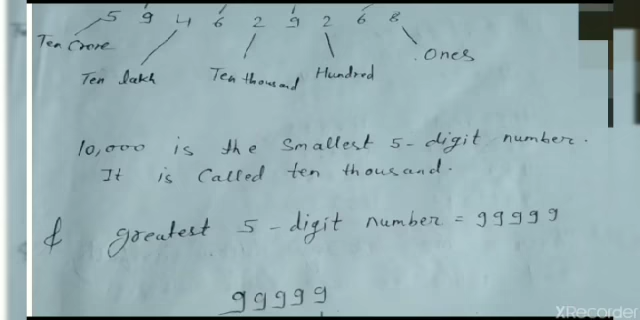 5 9 4 6 2 9 2 6 8
Ten Crore
Ten lakh
Ten thousand
Hundred
Ones
10,000 is the smallest 5-digit number.
It is called ten thousand.
& greatest 5-digit number = 99999
99999
XRecorder